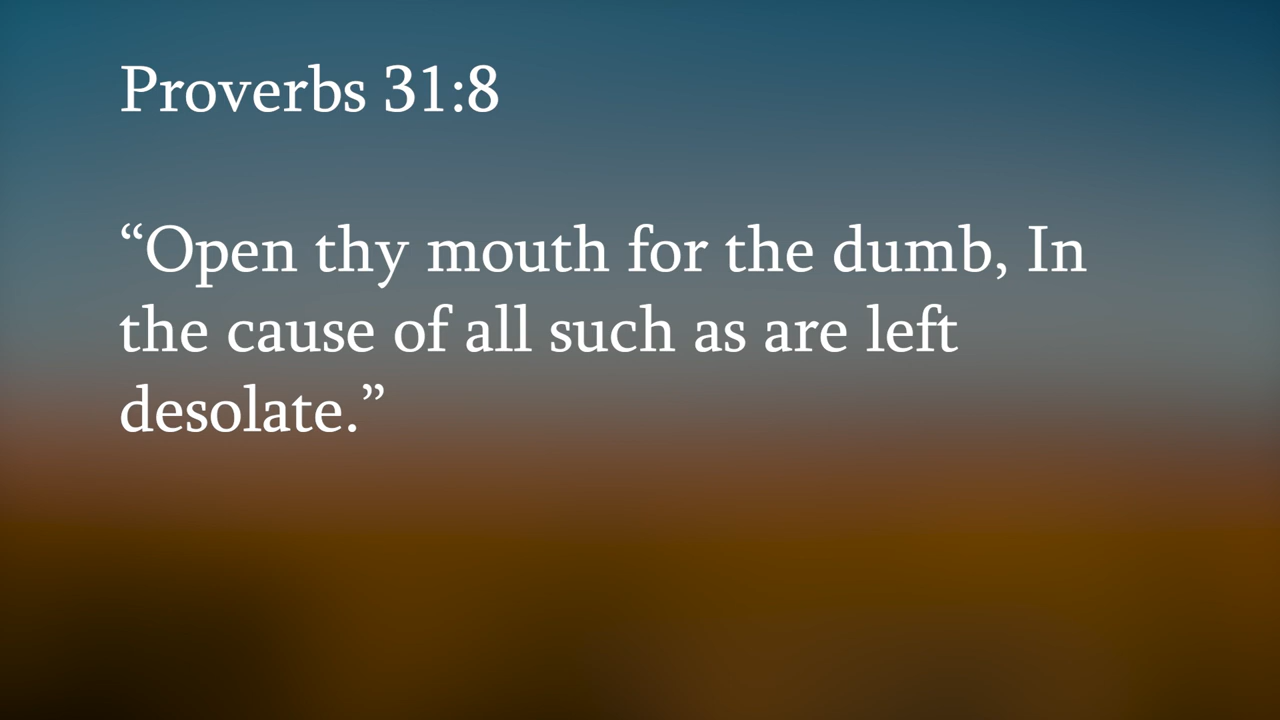 Proverbs 31:8
“Open thy mouth for the dumb, In
the cause of all such as are left
desolate.”